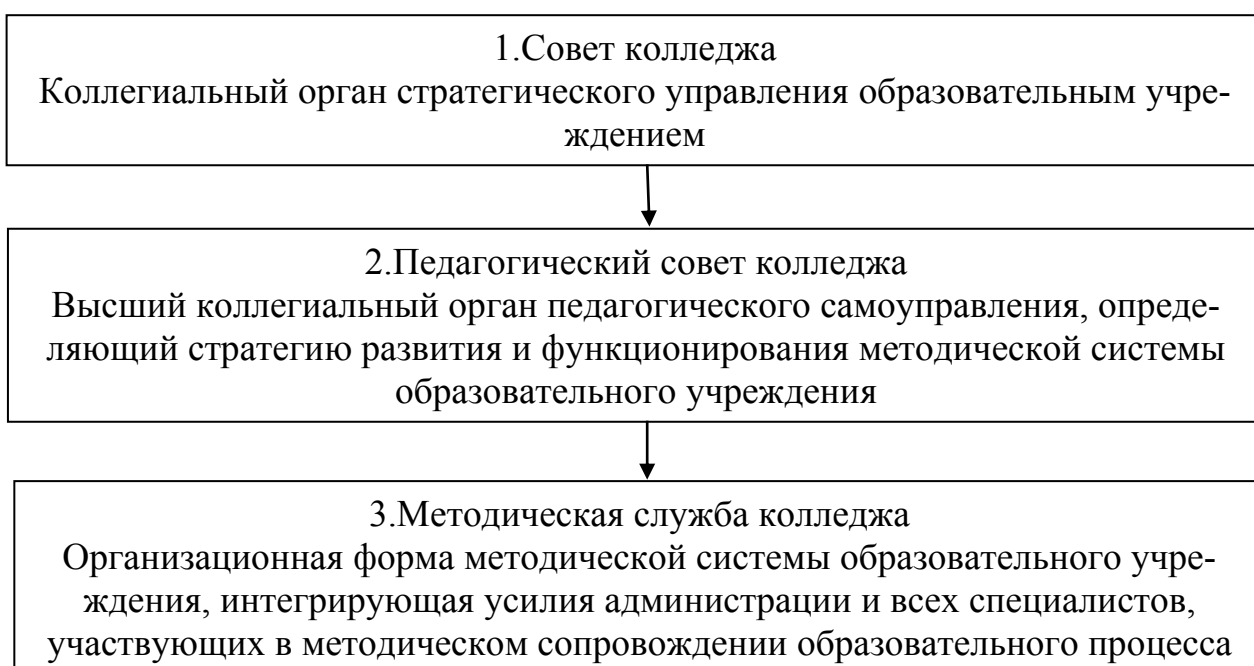 1.Совет колледжа
Коллегиальный орган стратегического управления образовательным учре-
ждением
2.Педагогический совет колледжа
Высший коллегиальный орган педагогического самоуправления, опреде-
ляющий стратегию развития и функционирования методической системы
образовательного учреждения
3.Методическая служба колледжа
Организационная форма методической системы образовательного учре-
ждения, интегрирующая усилия администрации и всех специалистов,
участвующих в методическом сопровождении образовательного процесса